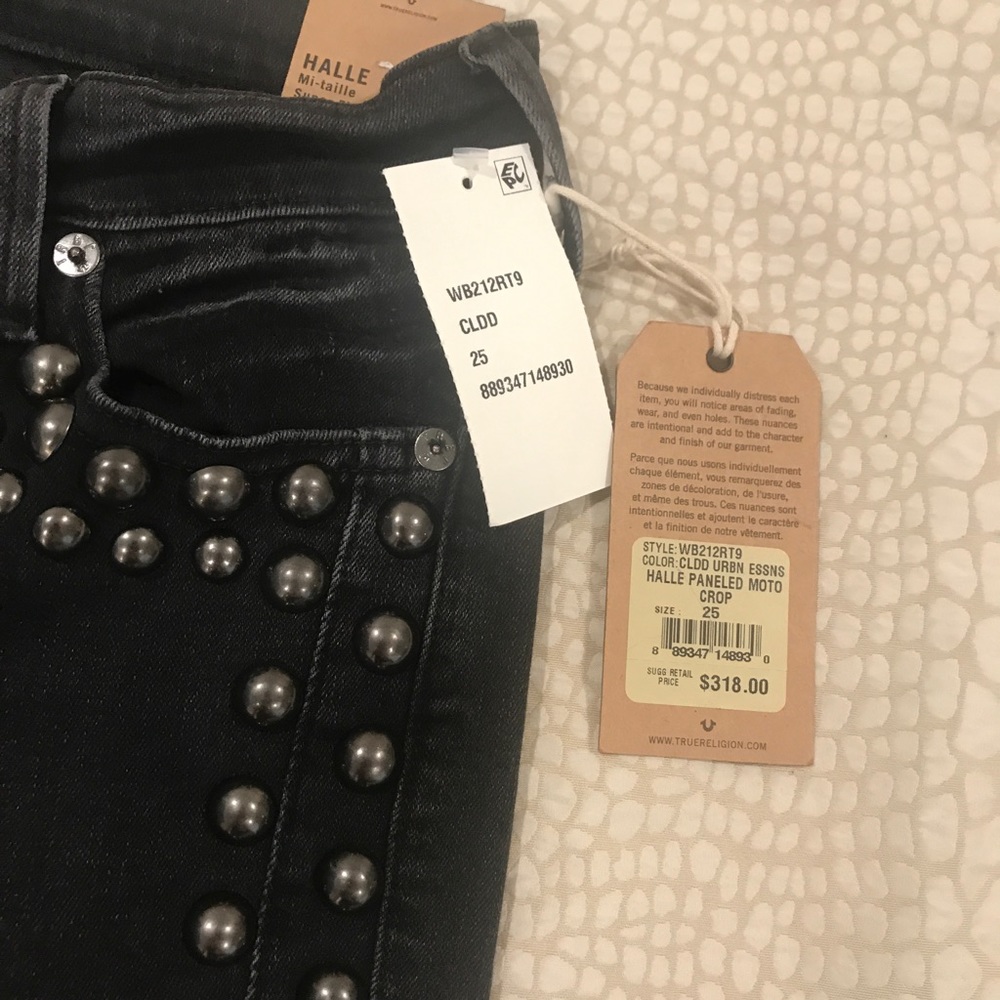 www.truereligion.com
HALLE
Mi-taille
EPC
WB212RT9
CLDD
25
889347148930
Because we individually distress each
item, you will notice areas of fading,
wear, and even holes. These nuances
are intentional and add to the character
and finish of our garment.
Parce que nous usons individuellement
chaque élément, vous remarquerez des
zones de décoloration, de l'usure,
et même des trous. Ces nuances sont
intentionnelles et ajoutent le caractère
et la finition de notre vêtement.
STYLE: WB212RT9
COLOR: CLDD URBN ESSNS
HALLE PANELED MOTO
CROP
SIZE : 25
8 89347 14893 0
SUGG RETAIL
PRICE $318.00
WWW.TRUERELIGION.COM